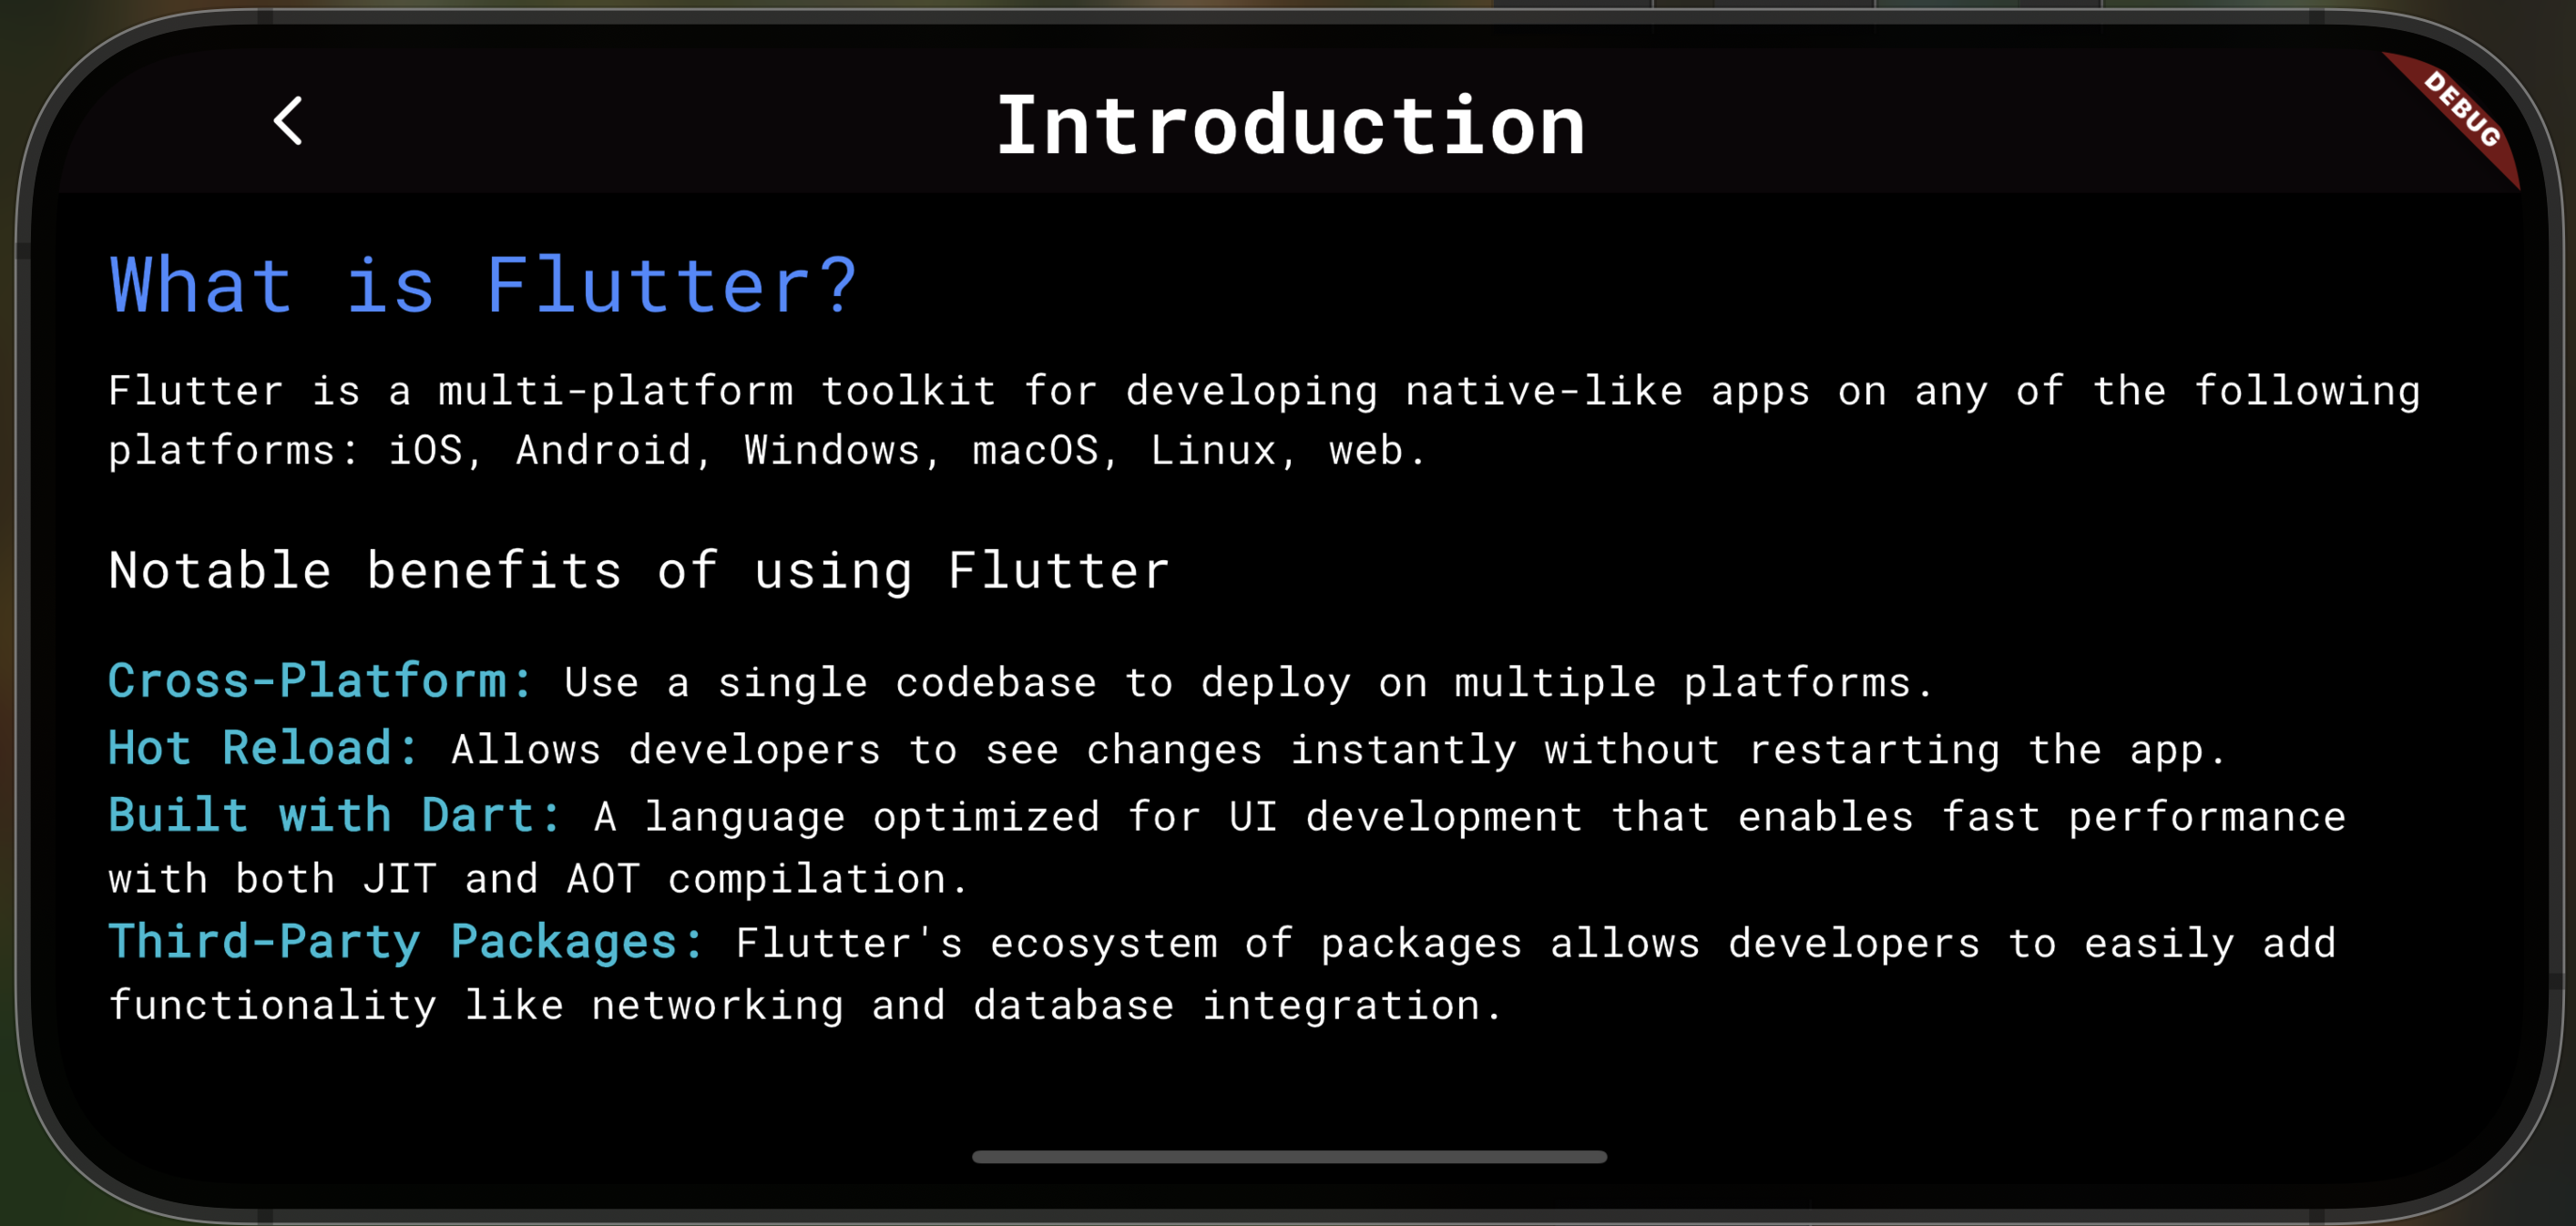 Introduction
DEBUG
What is Flutter?
Flutter is a multi-platform toolkit for developing native-like apps on any of the following
platforms: iOS, Android, Windows, macOS, Linux, web.
Notable benefits of using Flutter
Cross-Platform: Use a single codebase to deploy on multiple platforms.
Hot Reload: Allows developers to see changes instantly without restarting the app.
Built with Dart: A language optimized for UI development that enables fast performance
with both JIT and AOT compilation.
Third-Party Packages: Flutter's ecosystem of packages allows developers to easily add
functionality like networking and database integration.